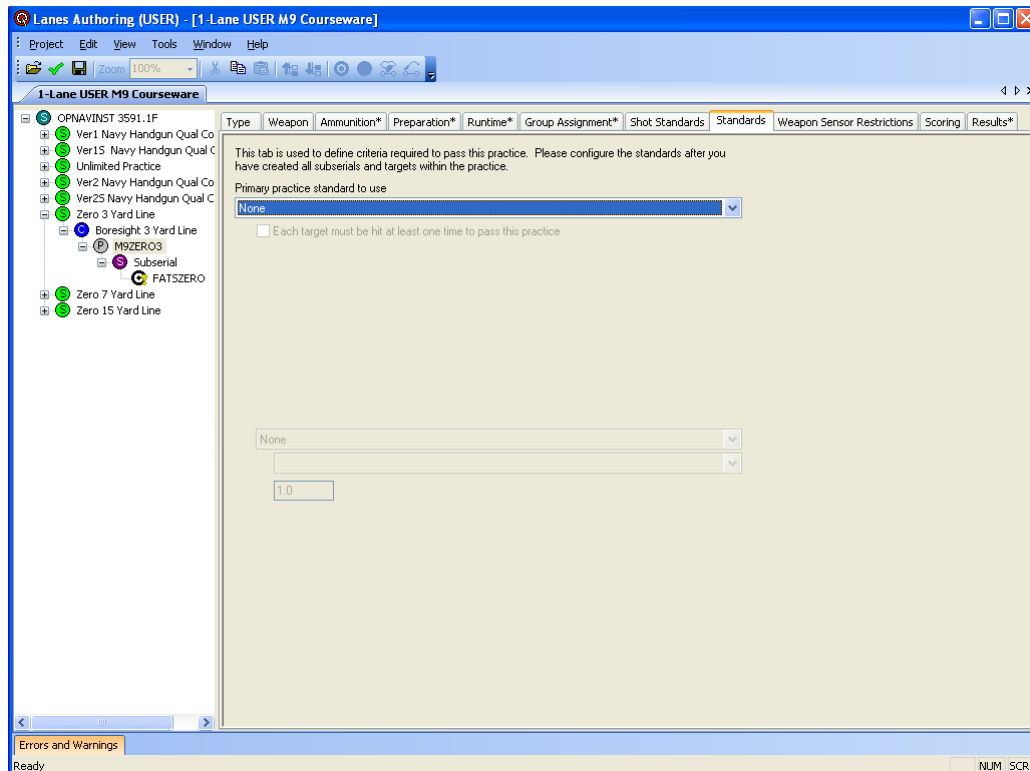 Lanes Authoring (USER) - [1-Lane USER M9 Courseware]
Project Edit View Tools Window Help
Zoom 100%
1-Lane USER M9 Courseware
S OPNAVINST 3591.1F
S Ver1 Navy Handgun Qual Co
S Ver1S Navy Handgun Qual C
S Unlimited Practice
S Ver2 Navy Handgun Qual Co
S Ver2S Navy Handgun Qual C
S Zero 3 Yard Line
C Boresight 3 Yard Line
P M9ZERO3
S Subserial
FATSZERO
S Zero 7 Yard Line
S Zero 15 Yard Line
Type Weapon Ammunition* Preparation* Runtime* Group Assignment* Shot Standards Standards Weapon Sensor Restrictions Scoring Results*
This tab is used to define criteria required to pass this practice. Please configure the standards after you
have created all subserials and targets within the practice.
Primary practice standard to use
None
Each target must be hit at least one time to pass this practice
None
1.0
Errors and Warnings
Ready NUM SCR